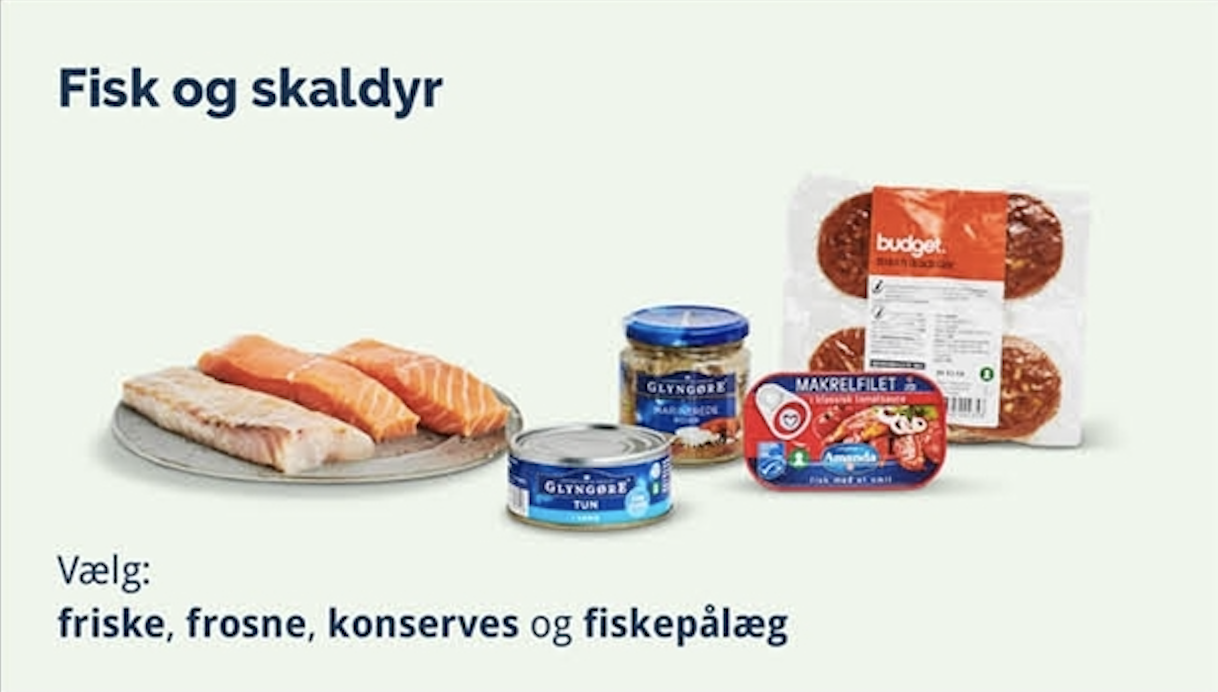 Fisk og skaldyr
budget.
GLYNGØRE
MARINEREDE
MAKRELFILET
i klassisk tomatsauce
Amanda
fisk med et smil
GLYNGØRE
TUN
Vælg:
friske, frosne, konserves og fiskepålæg